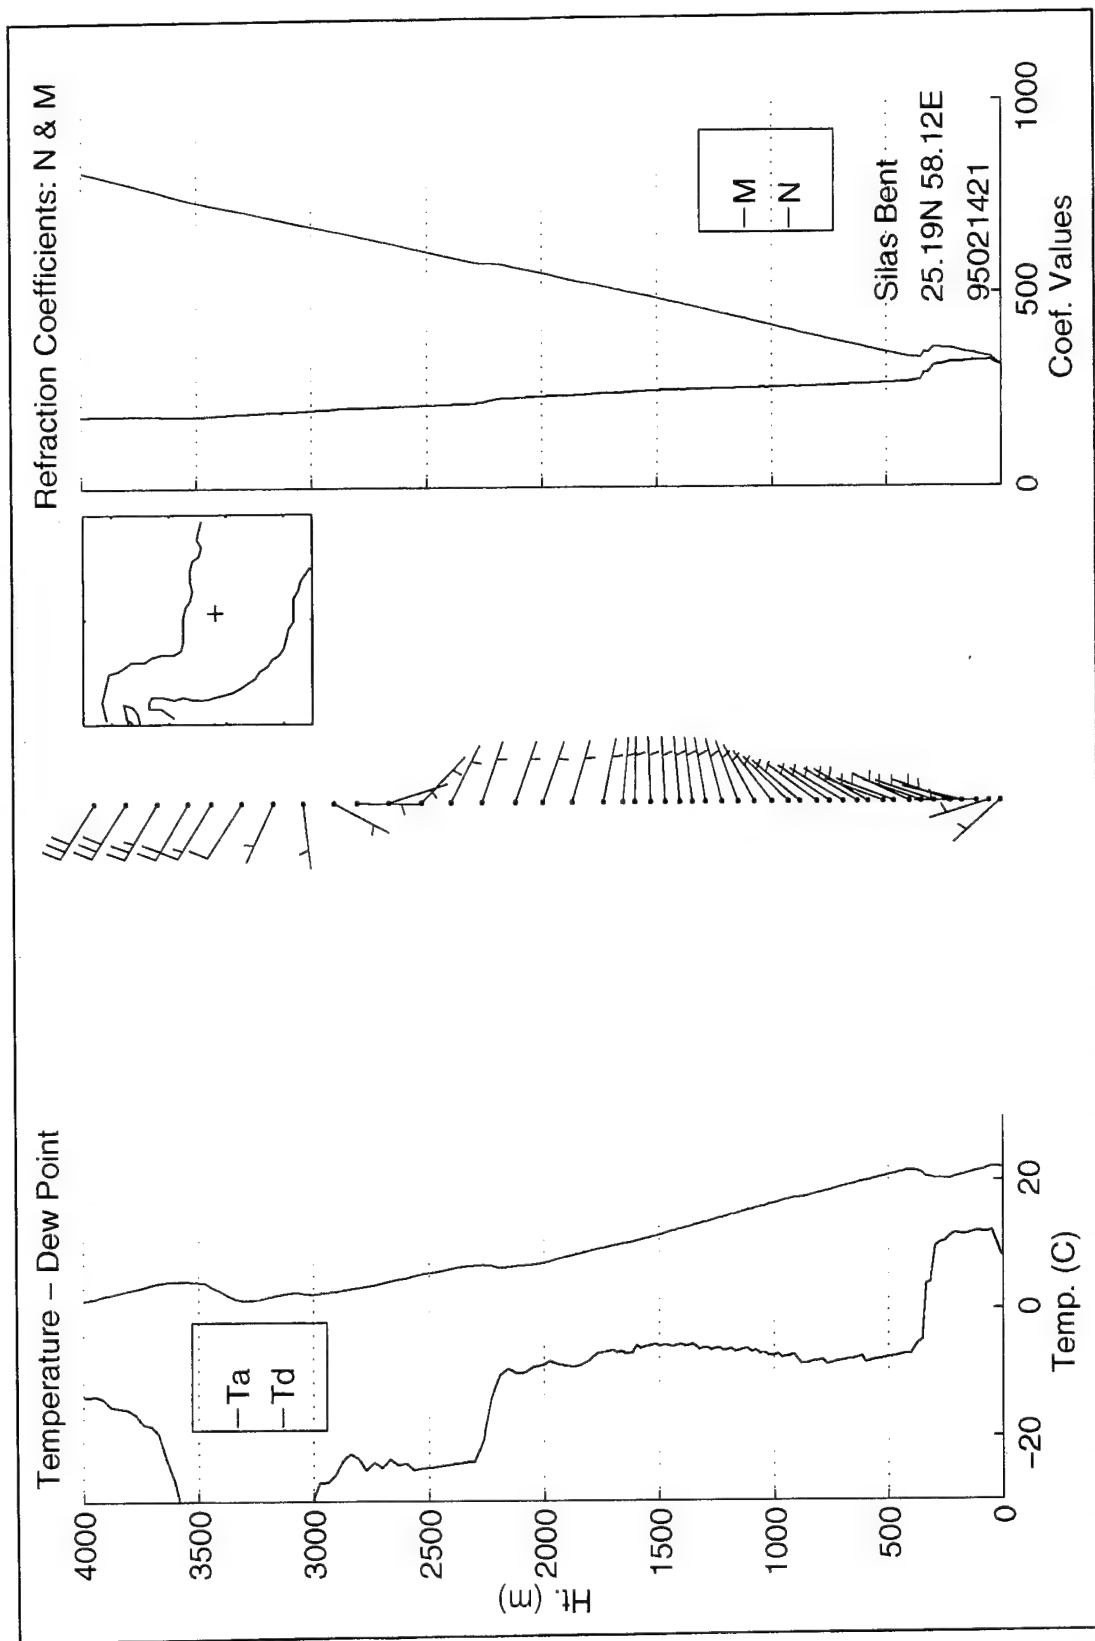 Temperature – Dew Point
4000
3500
3000
2500
2000
1500
1000
500
Ht. (m)
–Ta
–Td
–20
0
20
Temp. (C)
Refraction Coefficients: N & M
–M
–N
Silas Bent
25.19N 58.12E
95021421
0
500
1000
Coef. Values